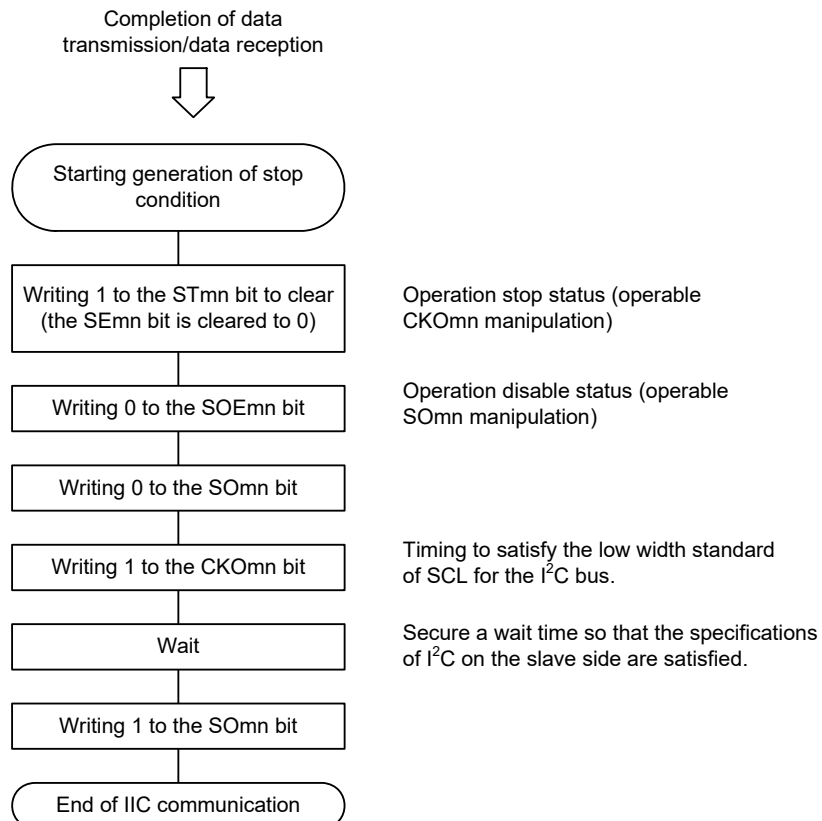 Completion of data
transmission/data reception
Starting generation of stop
condition
Writing 1 to the STmn bit to clear
(the SEmn bit is cleared to 0)
Operation stop status (operable
CKOmn manipulation)
Writing 0 to the SOEmn bit
Operation disable status (operable
SOmn manipulation)
Writing 0 to the SOmn bit
Writing 1 to the CKOmn bit
Timing to satisfy the low width standard
of SCL for the I²C bus.
Wait
Secure a wait time so that the specifications
of I²C on the slave side are satisfied.
Writing 1 to the SOmn bit
End of IIC communication